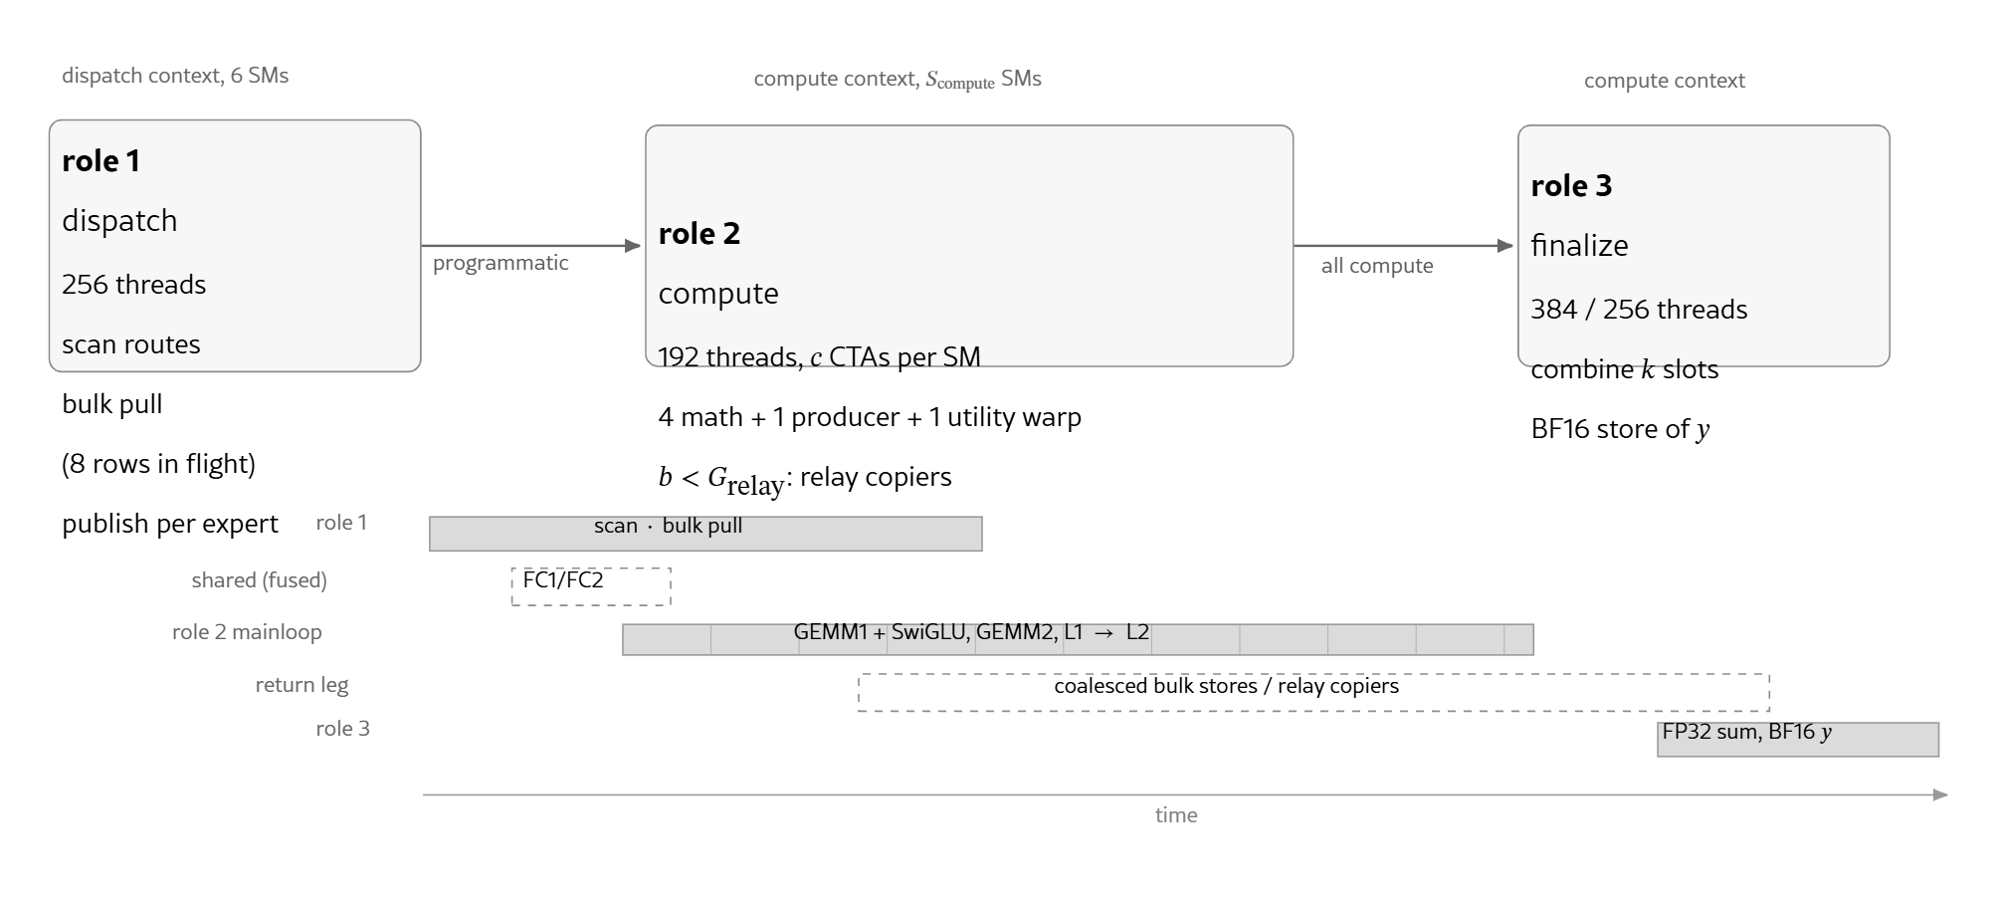 dispatch context, 6 SMs
compute context, S_compute SMs
compute context
role 1
dispatch
256 threads
scan routes
bulk pull
(8 rows in flight)
publish per expert
programmatic
role 2
compute
192 threads, c CTAs per SM
4 math + 1 producer + 1 utility warp
b < G_relay: relay copiers
all compute
role 3
finalize
384 / 256 threads
combine k slots
BF16 store of y
role 1
scan · bulk pull
shared (fused)
FC1/FC2
role 2 mainloop
GEMM1 + SwiGLU, GEMM2, L1 → L2
return leg
coalesced bulk stores / relay copiers
role 3
FP32 sum, BF16 y
time